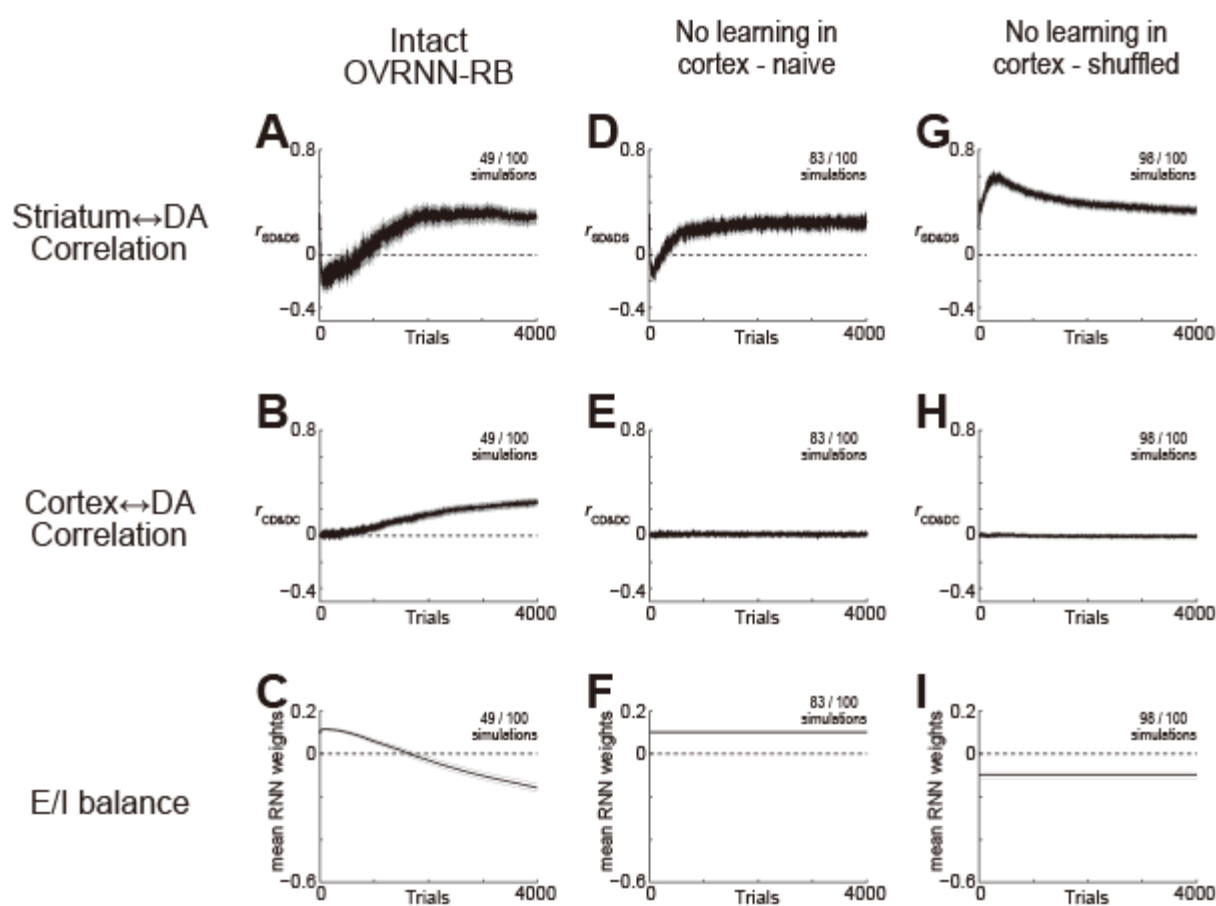 Intact
OVRNN-RB
No learning in
cortex - naive
No learning in
cortex - shuffled
Striatum↔DA
Correlation
A
0.8
49 / 100
simulations
rSD&DS
0
−0.4
0
Trials
4000
D
0.8
83 / 100
simulations
rSD&DS
0
−0.4
0
Trials
4000
G
0.8
98 / 100
simulations
rSD&DS
0
−0.4
0
Trials
4000
Cortex↔DA
Correlation
B
0.8
49 / 100
simulations
rCD&DC
0
−0.4
0
Trials
4000
E
0.8
83 / 100
simulations
rCD&DC
0
−0.4
0
Trials
4000
H
0.8
98 / 100
simulations
rCD&DC
0
−0.4
0
Trials
4000
E/I balance
C
0.2
49 / 100
simulations
mean RNN weights
0
−0.6
0
Trials
4000
F
0.2
83 / 100
simulations
mean RNN weights
0
−0.6
0
Trials
4000
I
0.2
98 / 100
simulations
mean RNN weights
0
−0.6
0
Trials
4000